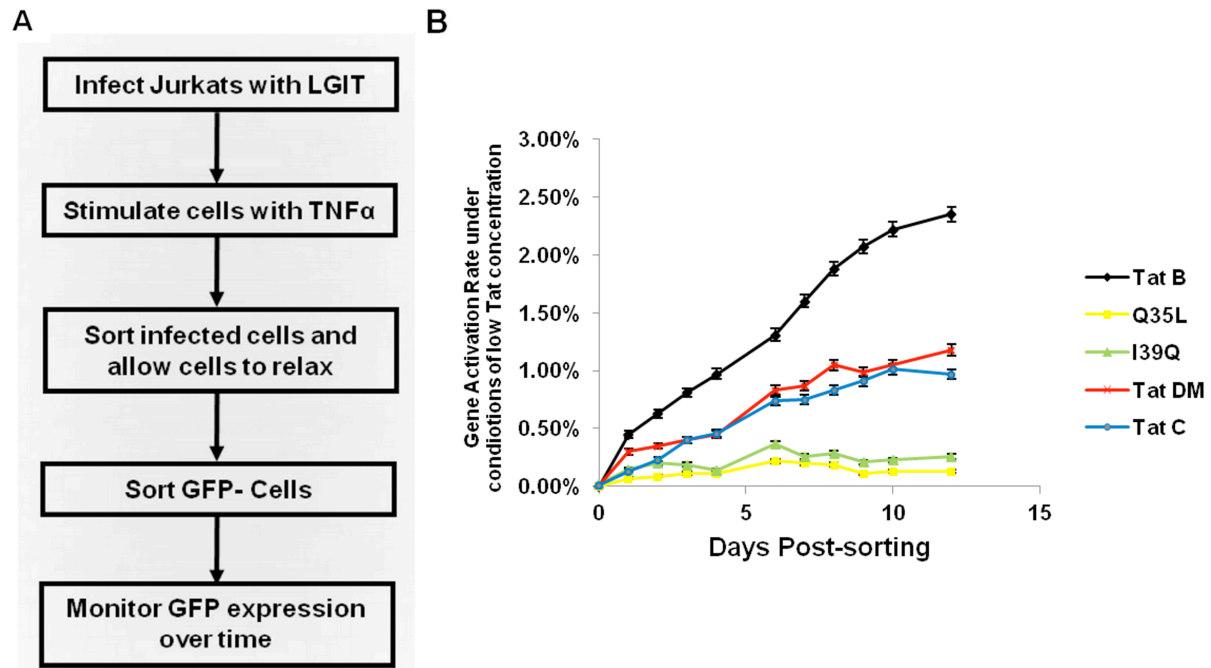 A
Infect Jurkats with LGIT
Stimulate cells with TNFα
Sort infected cells and
allow cells to relax
Sort GFP- Cells
Monitor GFP expression
over time
B
Gene Activation Rate under
condiotions of low Tat concentration
3.00%
2.50%
2.00%
1.50%
1.00%
0.50%
0.00%
0
5
10
15
Days Post-sorting
Tat B
Q35L
I39Q
Tat DM
Tat C